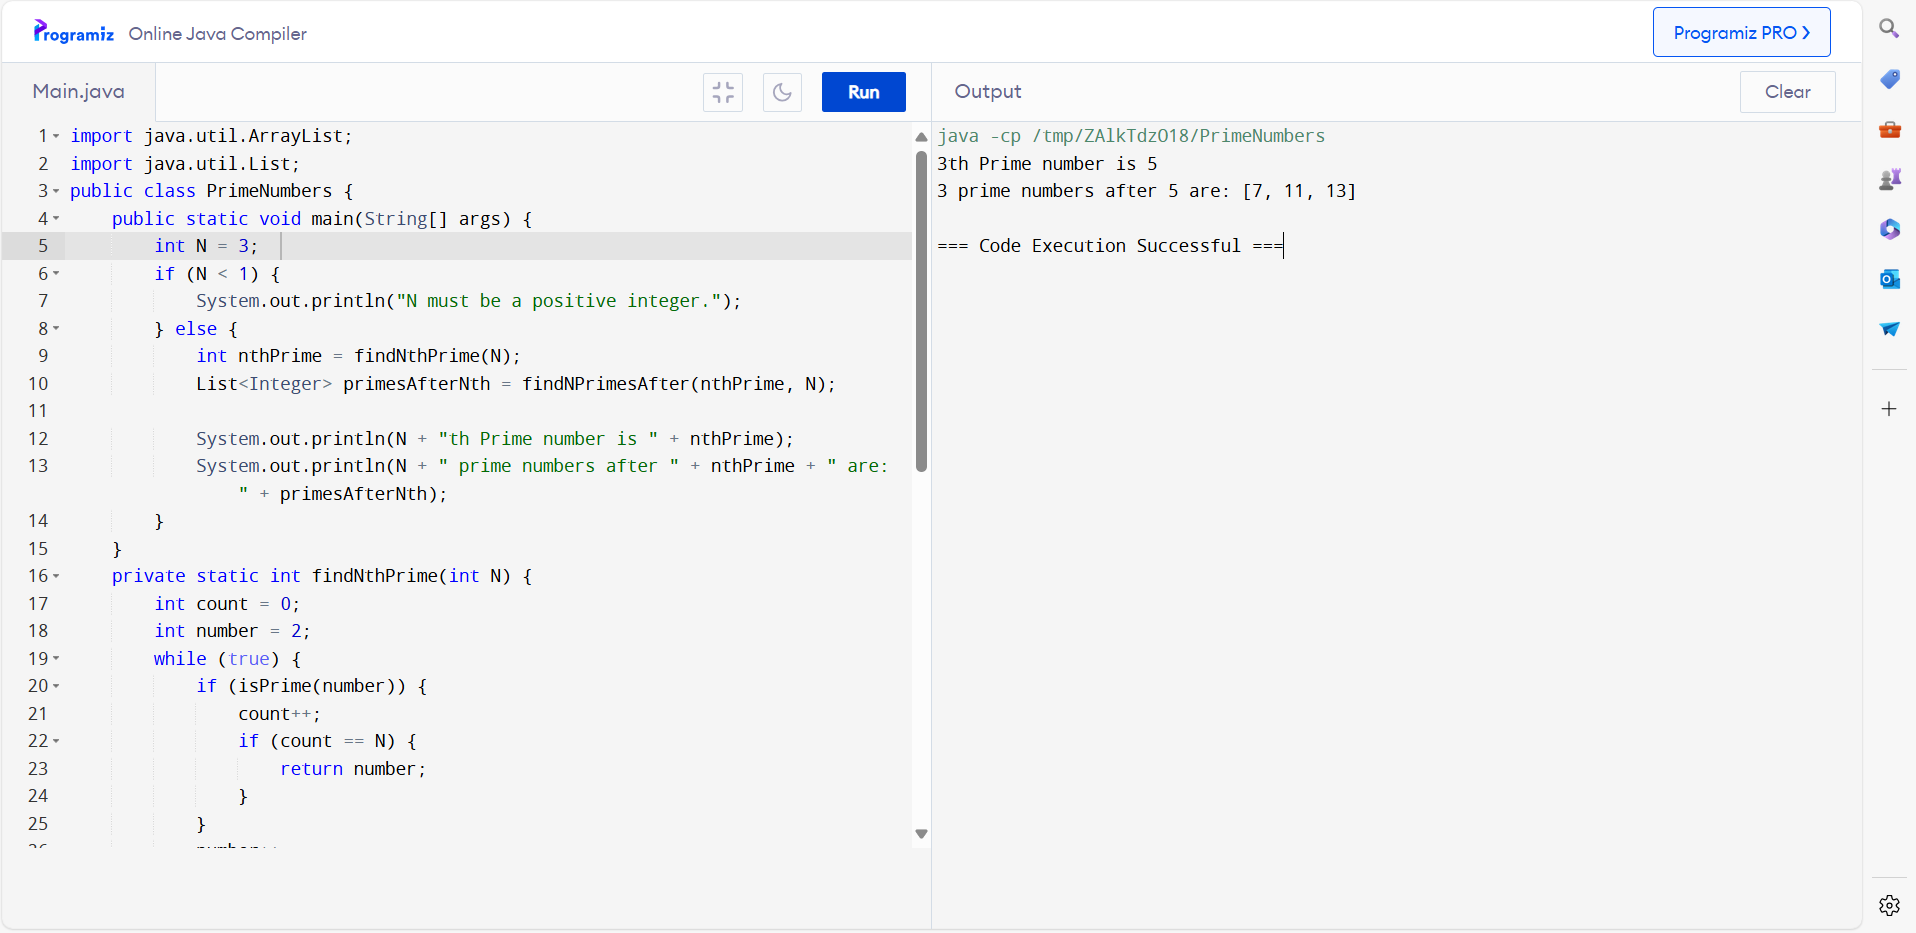 Programiz Online Java Compiler
Programiz PRO
Main.java
Run
Output
Clear
1 import java.util.ArrayList;
2 import java.util.List;
3 public class PrimeNumbers {
4 public static void main(String[] args) {
5 int N = 3;
6 if (N < 1) {
7 System.out.println("N must be a positive integer.");
8 } else {
9 int nthPrime = findNthPrime(N);
10 List<Integer> primesAfterNth = findNPrimesAfter(nthPrime, N);
11
12 System.out.println(N + "th Prime number is " + nthPrime);
13 System.out.println(N + " prime numbers after " + nthPrime + " are:
" + primesAfterNth);
14 }
15 }
16 private static int findNthPrime(int N) {
17 int count = 0;
18 int number = 2;
19 while (true) {
20 if (isPrime(number)) {
21 count++;
22 if (count == N) {
23 return number;
24 }
25 }
java -cp /tmp/ZAlkTdzO18/PrimeNumbers
3th Prime number is 5
3 prime numbers after 5 are: [7, 11, 13]
=== Code Execution Successful ===